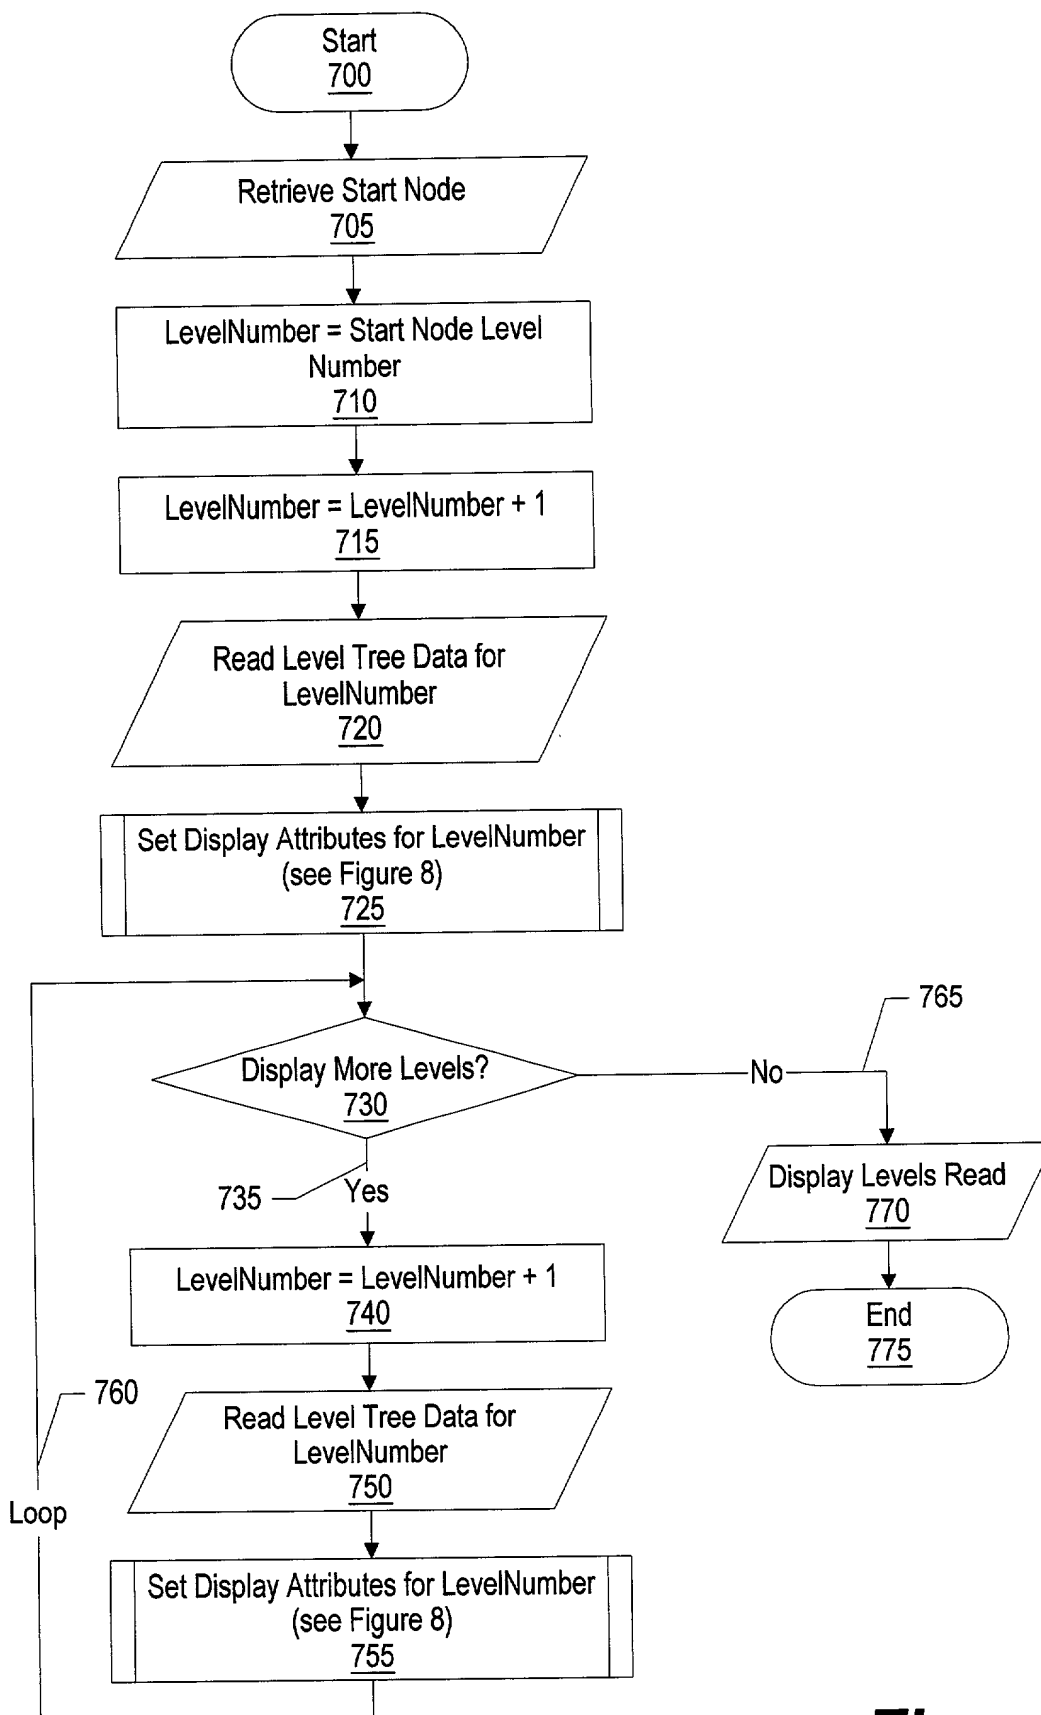 Start
700
Retrieve Start Node
705
LevelNumber = Start Node Level
Number
710
LevelNumber = LevelNumber + 1
715
Read Level Tree Data for
LevelNumber
720
Set Display Attributes for LevelNumber
(see Figure 8)
725
765
Display More Levels?
730
No
735
Yes
Display Levels Read
770
LevelNumber = LevelNumber + 1
740
End
775
760
Read Level Tree Data for
LevelNumber
750
Loop
Set Display Attributes for LevelNumber
(see Figure 8)
755